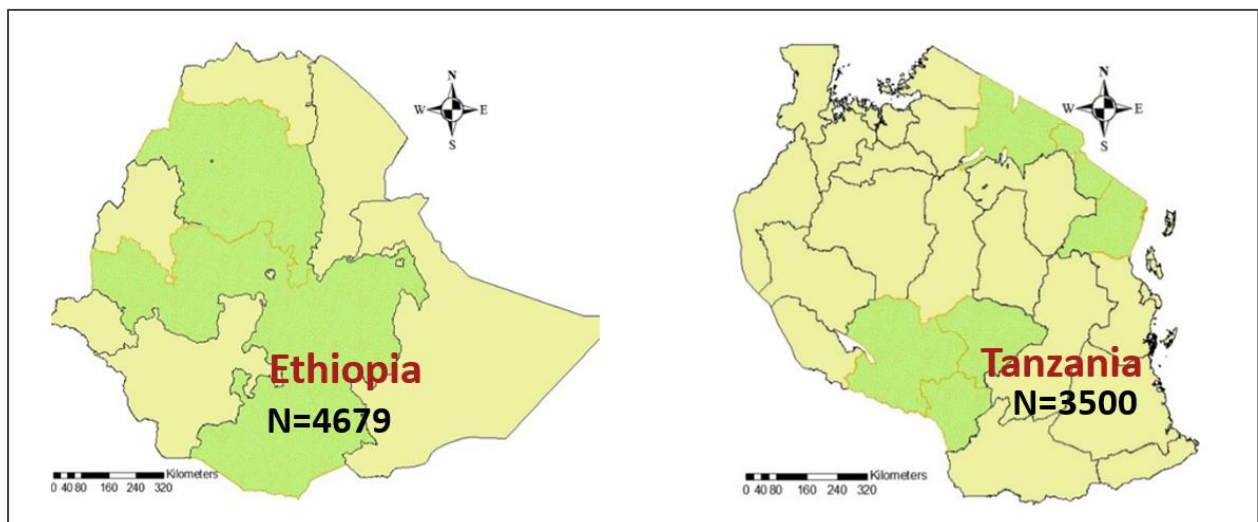 N
W E
S
Ethiopia
N=4679
Kilometers
0 40 80 160 240 320
N
W E
S
Tanzania
N=3500
Kilometers
0 40 80 160 240 320